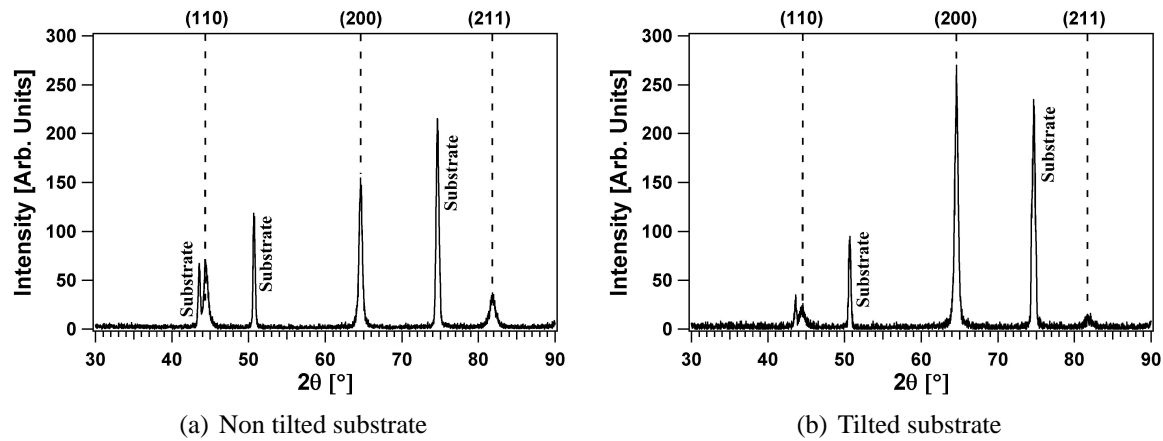 (110) (200) (211)
300
250
200
150
100
50
0
Intensity [Arb. Units]
Substrate
Substrate
Substrate
30 40 50 60 70 80 90
2θ [°]
(a) Non tilted substrate
(110) (200) (211)
300
250
200
150
100
50
0
Intensity [Arb. Units]
Substrate
Substrate
30 40 50 60 70 80 90
2θ [°]
(b) Tilted substrate